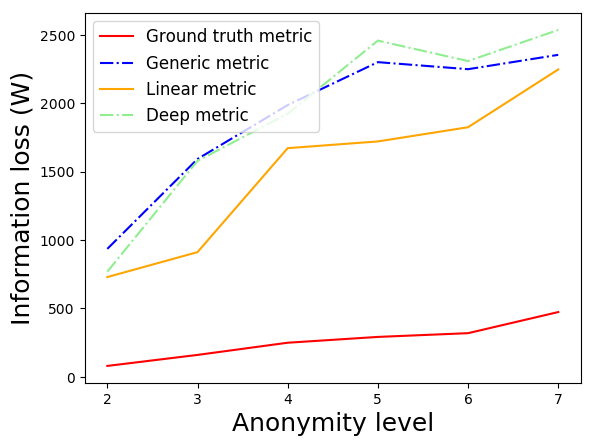 Ground truth metric
Generic metric
Linear metric
Deep metric
Information loss (W)
2500
2000
1500
1000
500
0
2 3 4 5 6 7
Anonymity level